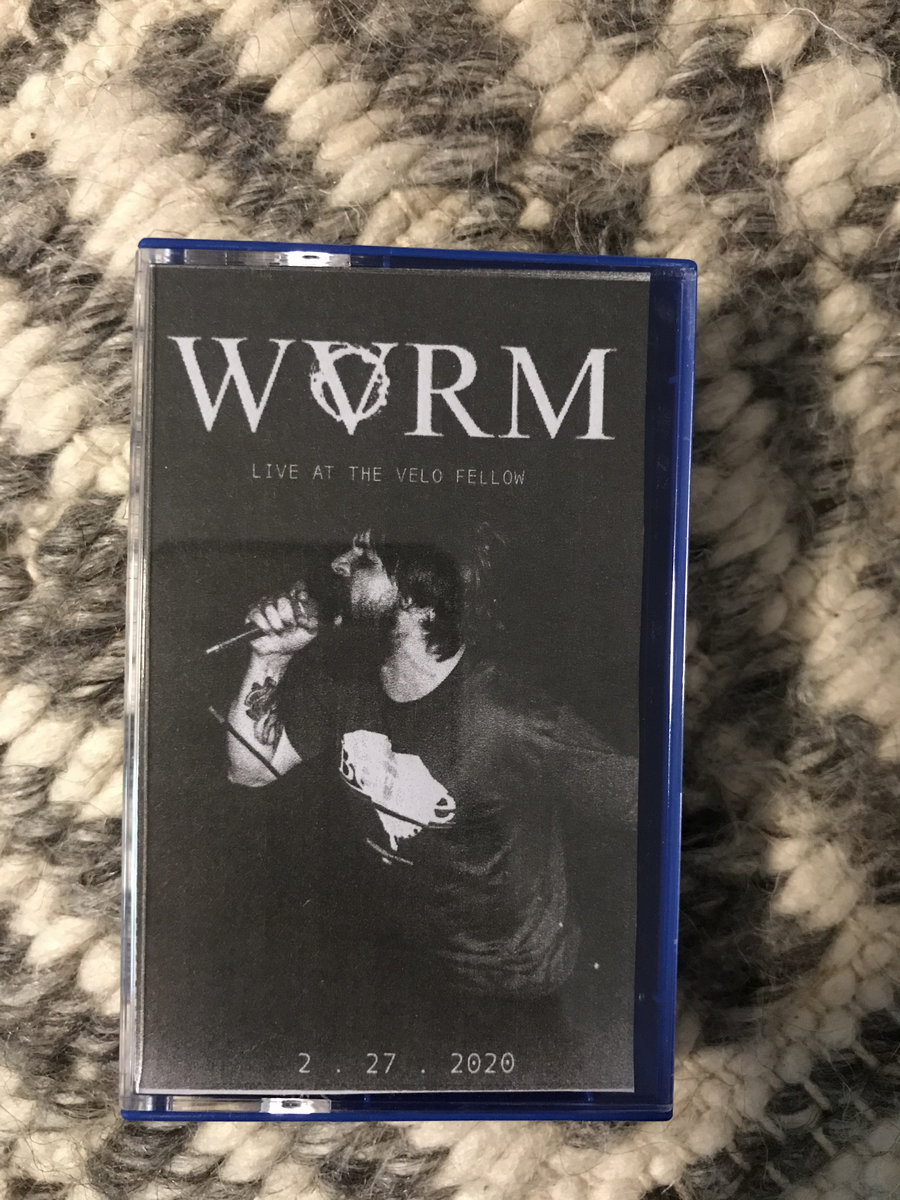 WVRM
LIVE AT THE VELO FELLOW
2 . 27 . 2020